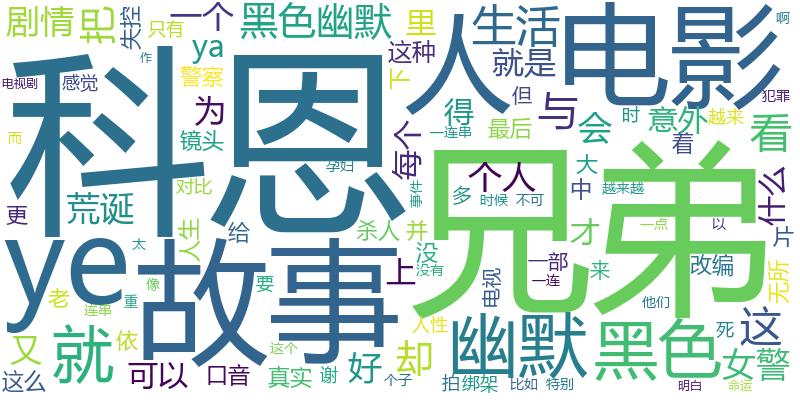 剧情
把
失控
一个
只有
作
黑色幽默
里
ya
这种
人
生活
就是
电影
啊
电视剧
感觉
警察
为
下
科恩
得
与
但
时
意外
越来
犯罪
看
而
镜头
每个
一连串
最后
会
着
孕妇
兄弟
个人
大
什么
更
荒诞
对比
事件
多
中
时候
不可
越来越
ye
故事
人生
给
杀人
并
才
一点
以
片
太
没
没有
上
一部
来
改编
无所
老
像
要
电视
一连
他们
连串
重
幽默
黑色
这
又
就
依
这个
人性
却
死
女警
这么
可以
口音
真实
谢
好
个子
拍
绑架
比如
特别
明白
命运